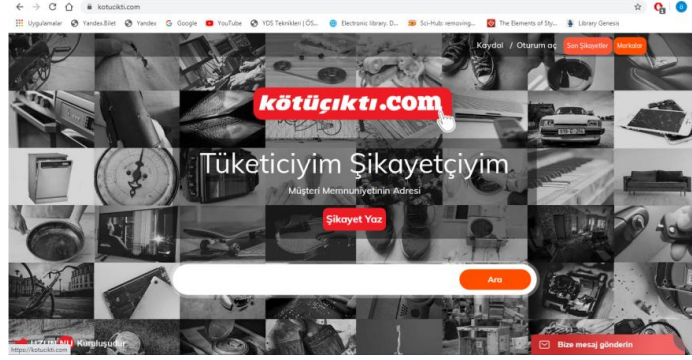 kotucikti.com
Uygulamalar Yandex.Bilet Yandex Google YouTube YDS Teknikleri | ÖS... Electronic library. D... Sci-Hub: removing... The Elements of Sty... Library Genesis
Kaydol / Oturum aç Son Şikayetler Markalar
kötüçıktı.com
Tüketiciyim Şikayetçiyim
Müşteri Memnuniyetinin Adresi
Şikayet Yaz
Ara
UZUN NU Kuruluşudur
https://kotucikti.com
Bize mesaj gönderin